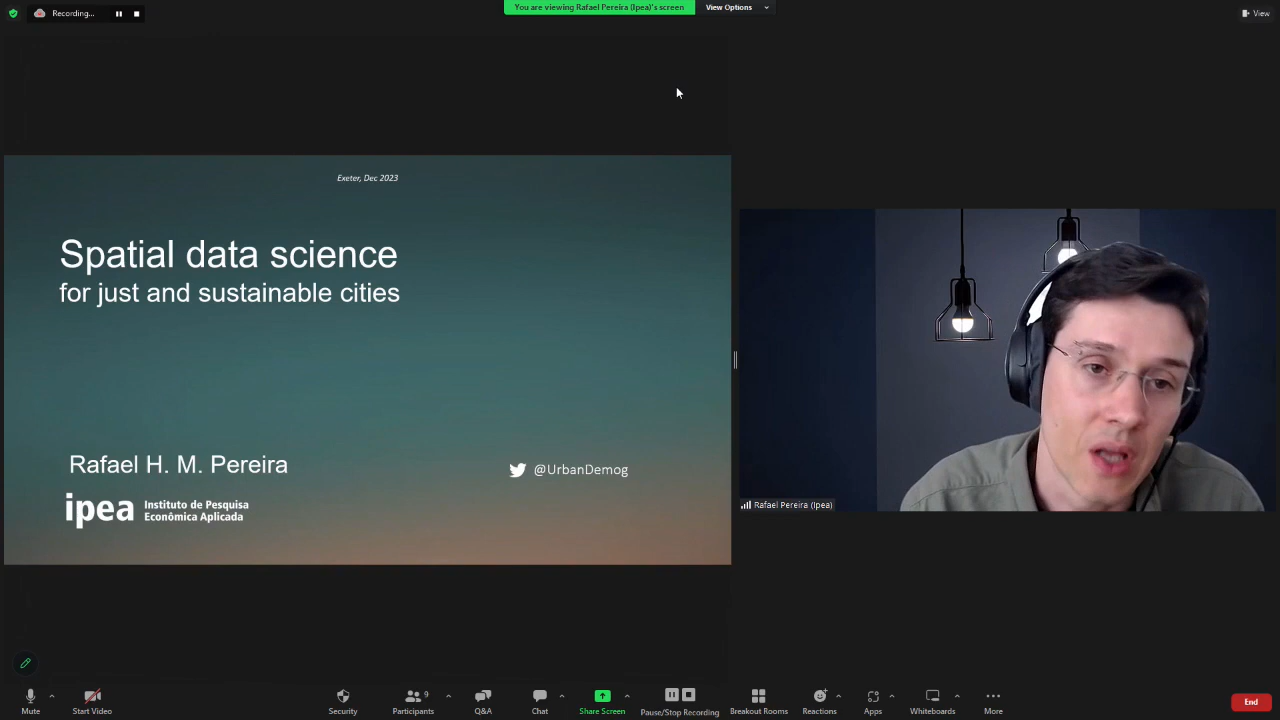 Recording...
You are viewing Rafael Pereira (Ipea)'s screen
View Options
View
Exeter, Dec 2023
Spatial data science
for just and sustainable cities
Rafael H. M. Pereira
@UrbanDemog
ipea
Instituto de Pesquisa
Econômica Aplicada
Rafael Pereira (Ipea)
Mute
Start Video
Security
Participants
9
Q&A
Chat
Share Screen
Pause/Stop Recording
Breakout Rooms
Reactions
Apps
Whiteboards
More
End